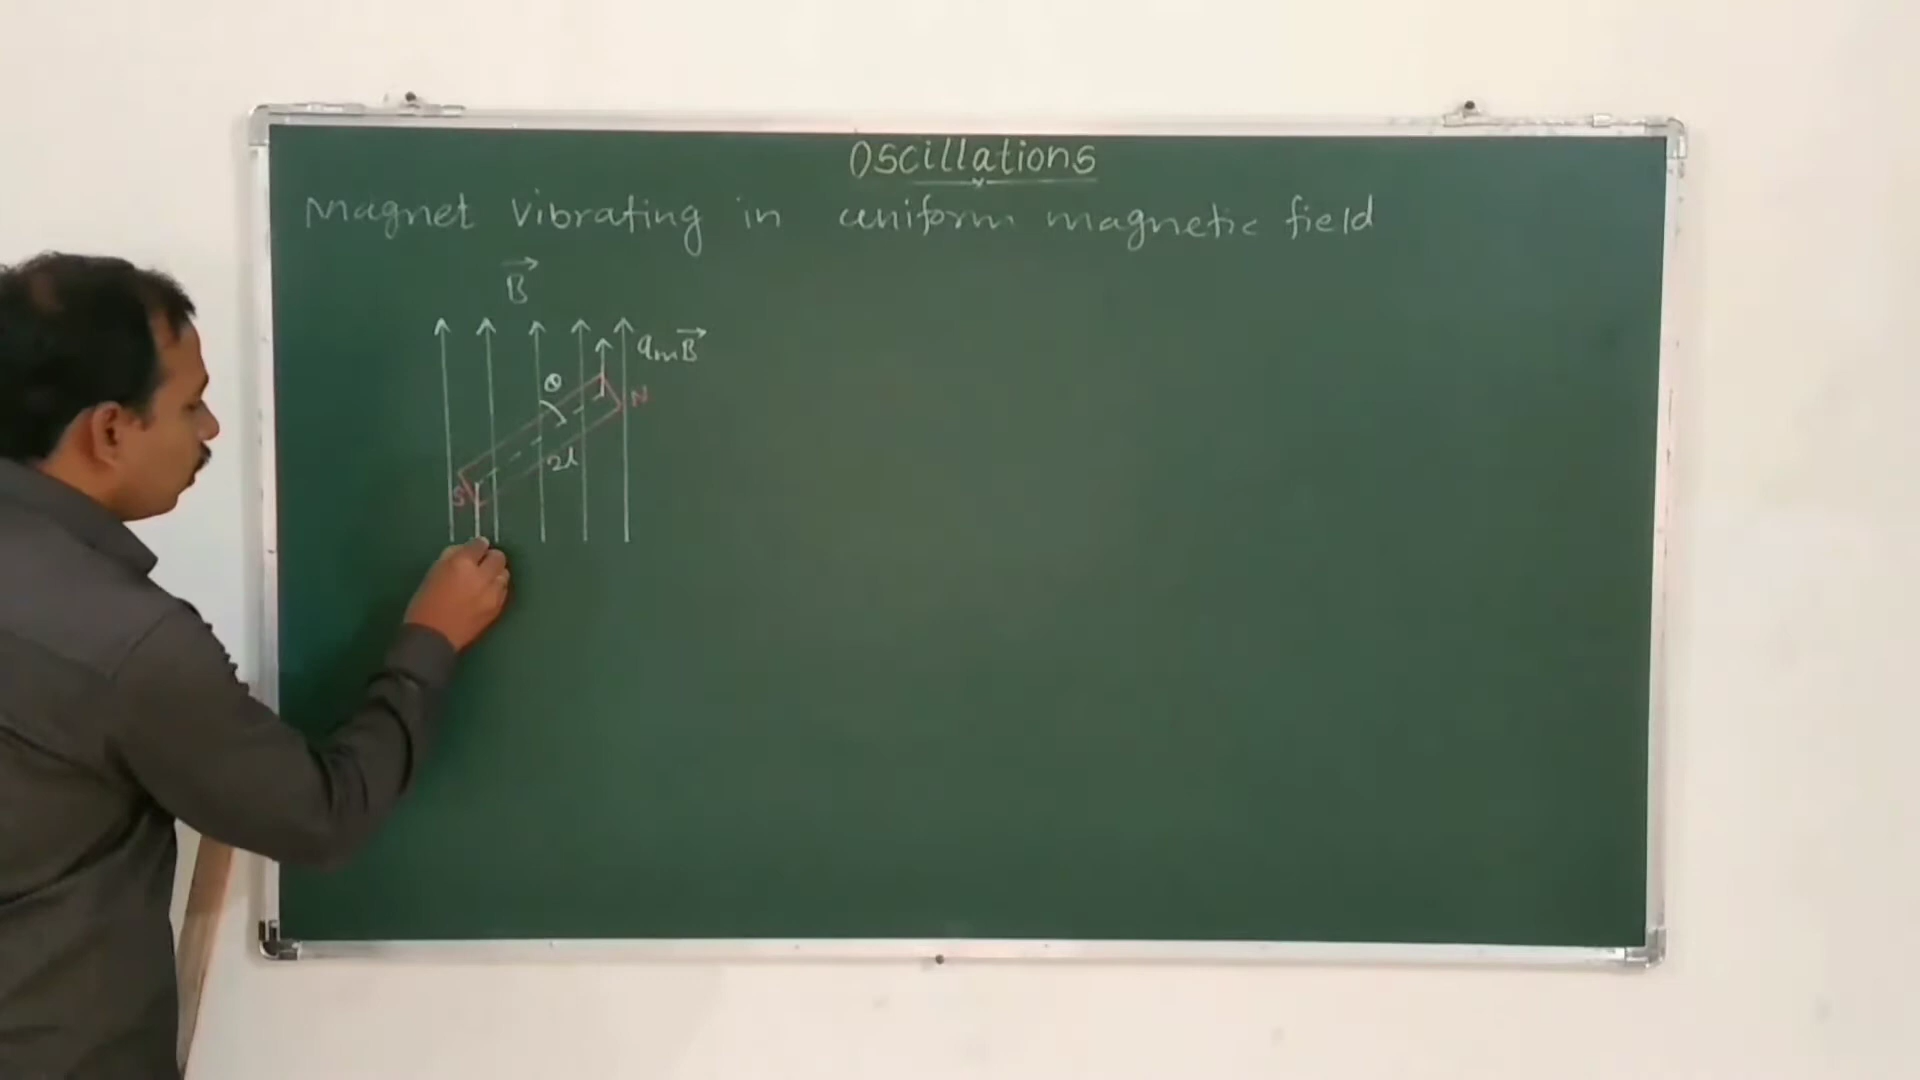 Oscillations
Magnet Vibrating in uniform magnetic field
B
qmB
θ
N
2l
S